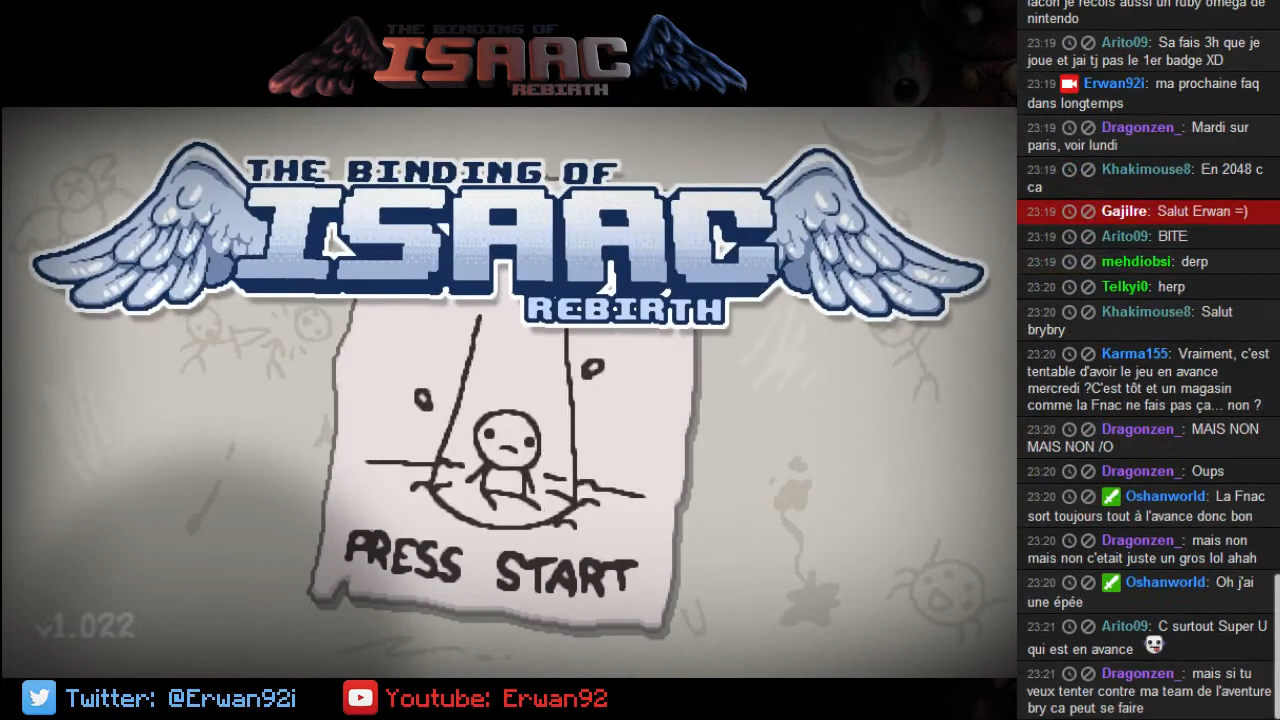 THE BINDING OF
ISAAC
REBIRTH
THE BINDING OF
ISAAC
REBIRTH
PRESS START
v1.022
Twitter: @Erwan92i
Youtube: Erwan92
facon je recois aussi un ruby omega de
nintendo
23:19 Arito09: Sa fais 3h que je
joue et jai tj pas le 1er badge XD
23:19 Erwan92i: ma prochaine faq
dans longtemps
23:19 Dragonzen_: Mardi sur
paris, voir lundi
23:19 Khakimouse8: En 2048 c
ca
23:19 Gajilre: Salut Erwan =)
23:19 Arito09: BITE
23:19 mehdiobsi: derp
23:20 Telkyi0: herp
23:20 Khakimouse8: Salut
brybry
23:20 Karma155: Vraiment, c'est
tentable d'avoir le jeu en avance
mercredi ?C'est tôt et un magasin
comme la Fnac ne fais pas ça... non ?
23:20 Dragonzen_: MAIS NON
MAIS NON /O
23:20 Dragonzen_: Oups
23:20 Oshanworld: La Fnac
sort toujours tout à l'avance donc bon
23:20 Dragonzen_: mais non
mais non c'etait juste un gros lol ahah
23:20 Oshanworld: Oh j'ai
une épée
23:21 Arito09: C surtout Super U
qui est en avance
23:21 Dragonzen_: mais si tu
veux tenter contre ma team de l'aventure
bry ca peut se faire